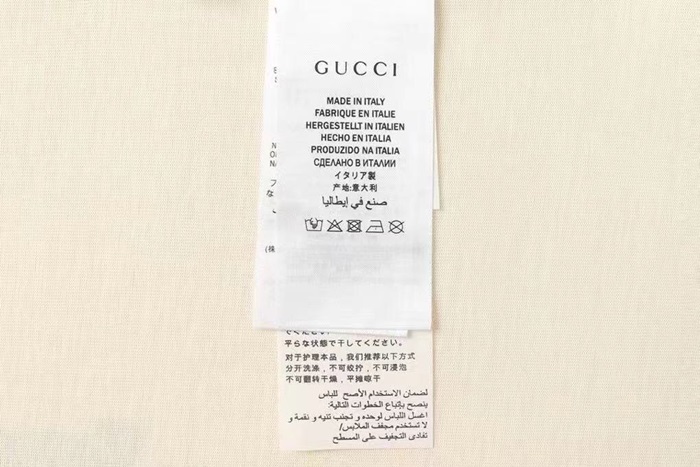 GUCCI
MADE IN ITALY
FABRIQUE EN ITALIE
HERGESTELLT IN ITALIEN
HECHO EN ITALIA
PRODUZIDO NA ITALIA
СДЕЛАНО В ИТАЛИИ
イタリア製
产地:意大利
صنع في إيطاليا
(株
平らな状態で干してください。
对于护理本品，我们推荐以下方式
分开洗涤，不可绞拧，不可浸泡
不可翻转干燥，平摊晾干
لضمان الاستخدام الأصح للباس
ينصح بإتباع الخطوات التالية:
اغسل اللباس لوحده و تجنب ثنيه و نقعه و
لا تستخدم مجفف الملابس/
تفادى التجفيف على المسطح